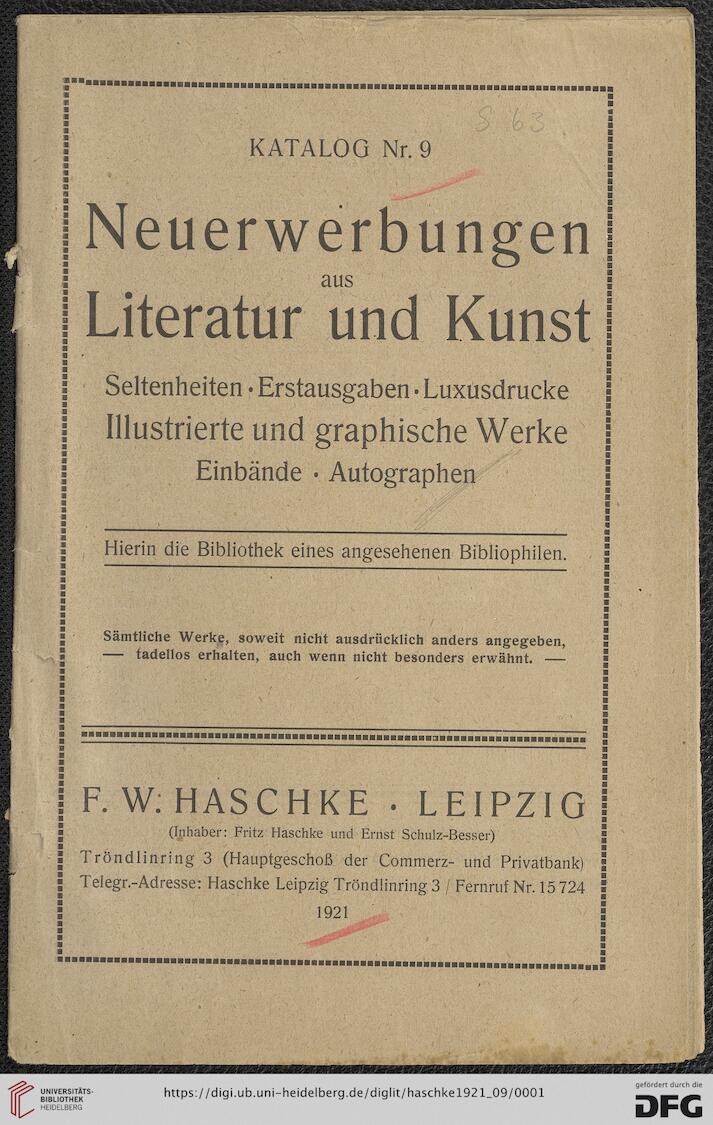 S 63
KATALOG Nr. 9
Neuerwerbungen
aus
Literatur und Kunst
Seltenheiten · Erstausgaben · Luxusdrucke
Illustrierte und graphische Werke
Einbände · Autographen
Hierin die Bibliothek eines angesehenen Bibliophilen.
Sämtliche Werke, soweit nicht ausdrücklich anders angegeben,
— tadellos erhalten, auch wenn nicht besonders erwähnt. —
F. W. HASCHKE · LEIPZIG
(Inhaber: Fritz Haschke und Ernst Schulz-Besser)
Tröndlinring 3 (Hauptgeschoß der Commerz- und Privatbank)
Telegr.-Adresse: Haschke Leipzig Tröndlinring 3 / Fernruf Nr. 15724
1921
UNIVERSITÄTS-
BIBLIOTHEK
HEIDELBERG
https://digi.ub.uni-heidelberg.de/diglit/haschke1921_09/0001
gefördert durch die
DFG